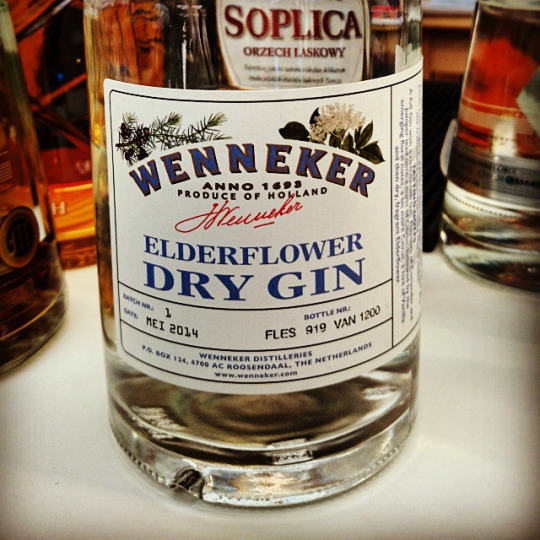 SOPLICA
ORZECH LASKOWY
WENNEKER
ANNO 1693
PRODUCE OF HOLLAND
J Wenneker
ELDERFLOWER
DRY GIN
BATCH NR.: 1
DATE: MEI 2014
BOTTLE NR.:
FLES 919 VAN 1200
WENNEKER DISTILLERIES
P.O. BOX 124, 4700 AC ROOSENDAAL, THE NETHERLANDS
www.wenneker.com